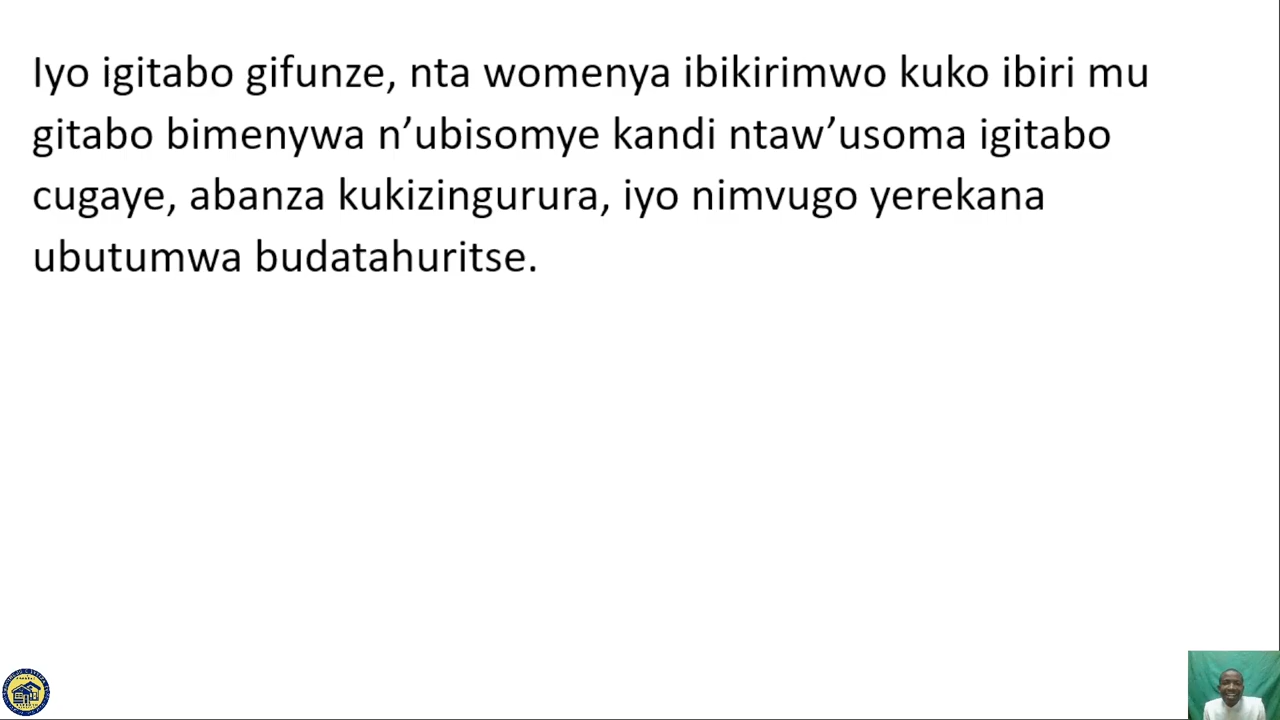 Iyo igitabo gifunze, nta womenya ibikirimwo kuko ibiri mu
gitabo bimenywa n’ubisomye kandi ntaw’usoma igitabo
cugaye, abanza kukizingurura, iyo nimvugo yerekana
ubutumwa budatahuritse.